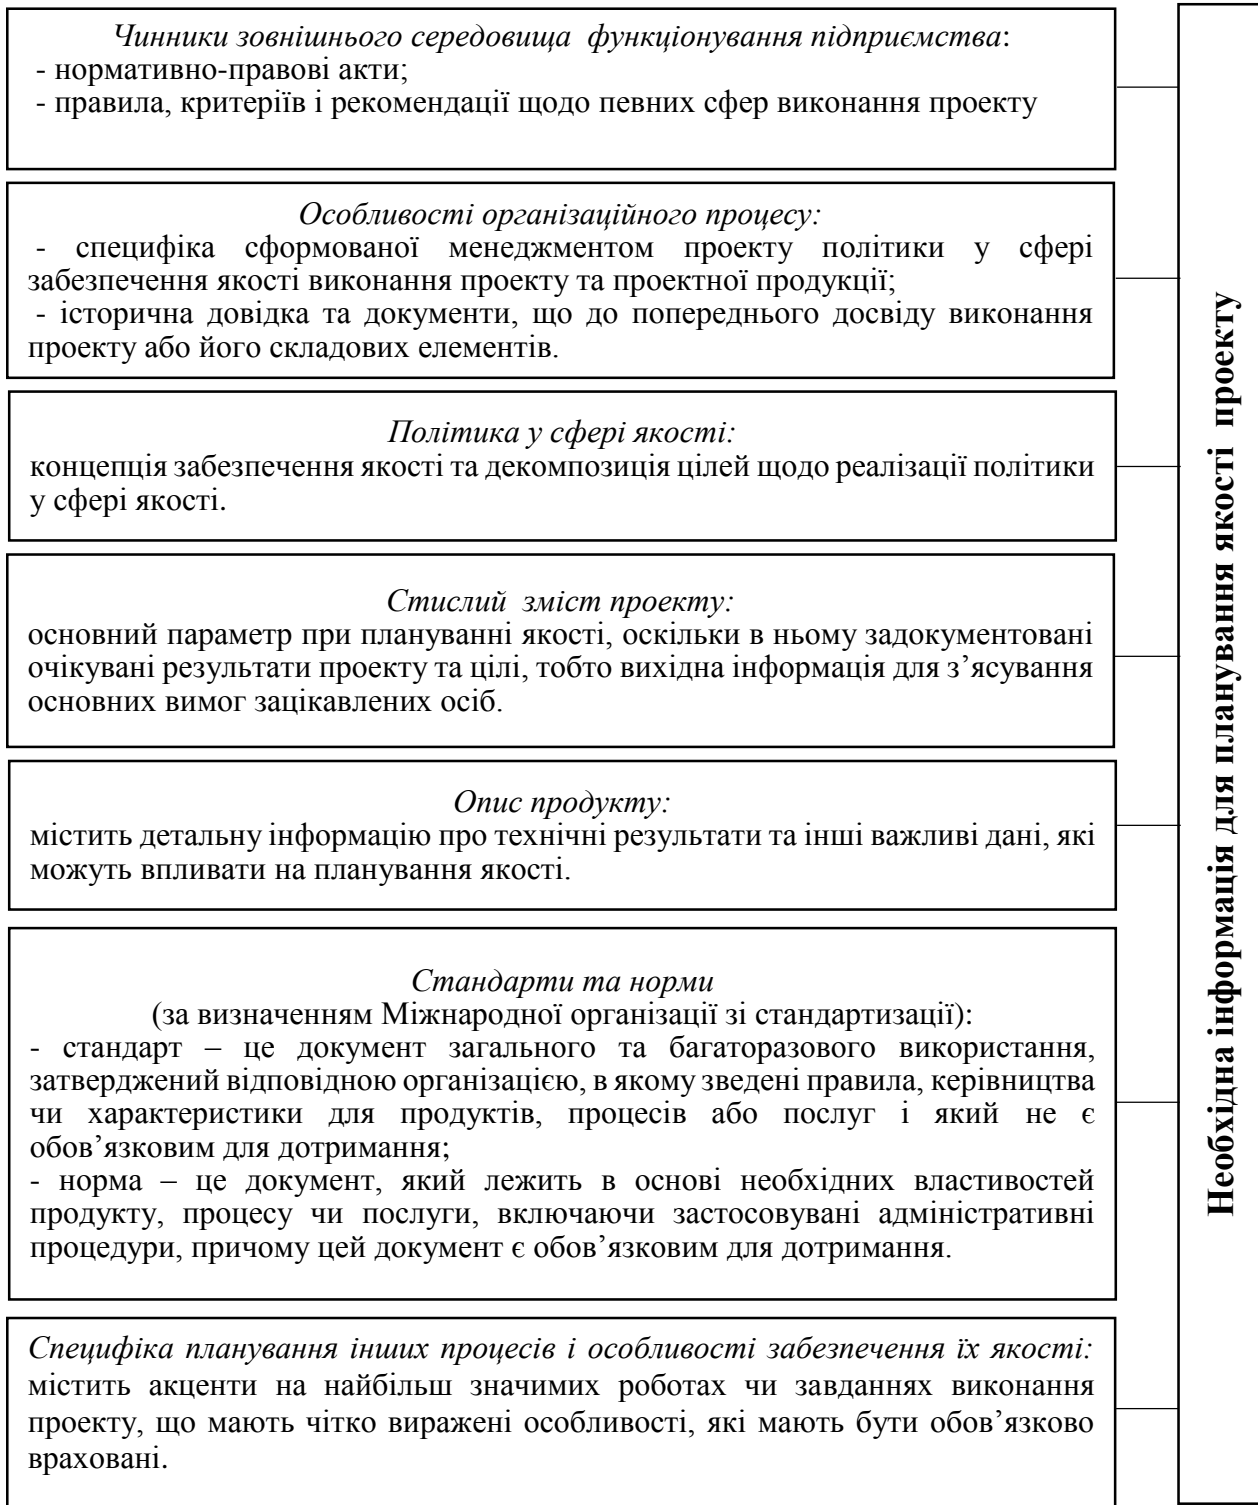 Чинники зовнішнього середовища функціонування підприємства:
- нормативно-правові акти;
- правила, критеріїв і рекомендації щодо певних сфер виконання проекту
Особливості організаційного процесу:
- специфіка сформованої менеджментом проекту політики у сфері
забезпечення якості виконання проекту та проектної продукції;
- історична довідка та документи, що до попереднього досвіду виконання
проекту або його складових елементів.
Політика у сфері якості:
концепція забезпечення якості та декомпозиція цілей щодо реалізації політики
у сфері якості.
Стислий зміст проекту:
основний параметр при плануванні якості, оскільки в ньому задокументовані
очікувані результати проекту та цілі, тобто вихідна інформація для з’ясування
основних вимог зацікавлених осіб.
Опис продукту:
містить детальну інформацію про технічні результати та інші важливі дані, які
можуть впливати на планування якості.
Стандарти та норми
(за визначенням Міжнародної організації зі стандартизації):
- стандарт – це документ загального та багаторазового використання,
затверджений відповідною організацією, в якому зведені правила, керівництва
чи характеристики для продуктів, процесів або послуг і який не є
обов’язковим для дотримання;
- норма – це документ, який лежить в основі необхідних властивостей
продукту, процесу чи послуги, включаючи застосовувані адміністративні
процедури, причому цей документ є обов’язковим для дотримання.
Специфіка планування інших процесів і особливості забезпечення їх якості:
містить акценти на найбільш значимих роботах чи завданнях виконання
проекту, що мають чітко виражені особливості, які мають бути обов’язково
враховані.
Необхідна інформація для планування якості проекту